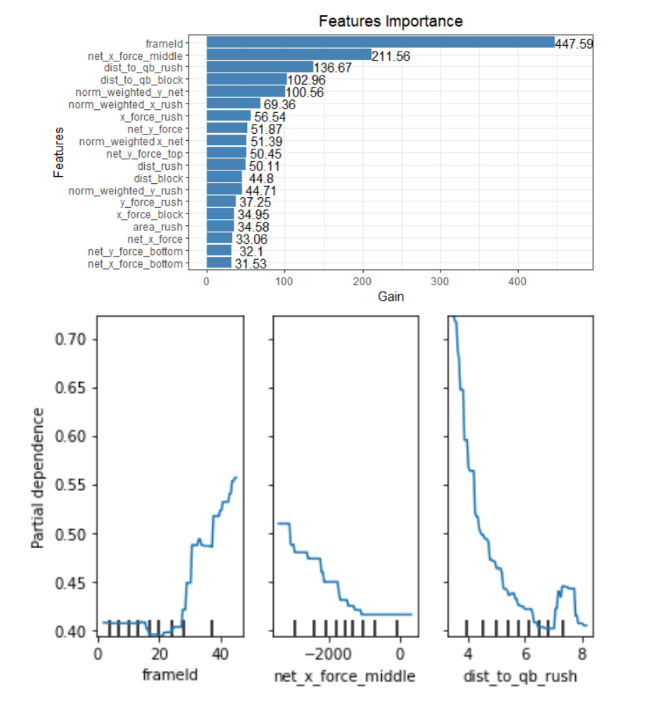 Features Importance
Features
frameId 447.59
net_x_force_middle 211.56
dist_to_qb_rush 136.67
dist_to_qb_block 102.96
norm_weighted_y_net 100.56
norm_weighted_x_rush 69.36
x_force_rush 56.54
net_y_force 51.87
norm_weighted x_net 51.39
net_y_force_top 50.45
dist_rush 50.11
dist_block 44.8
norm_weighted_y_rush 44.71
y_force_rush 37.25
x_force_block 34.95
area_rush 34.58
net_x_force 33.06
net_y_force_bottom 32.1
net_x_force_bottom 31.53
0 100 200 300 400
Gain
Partial dependence
0.70
0.65
0.60
0.55
0.50
0.45
0.40
0 20 40 −2000 0 4 6 8
frameId net_x_force_middle dist_to_qb_rush